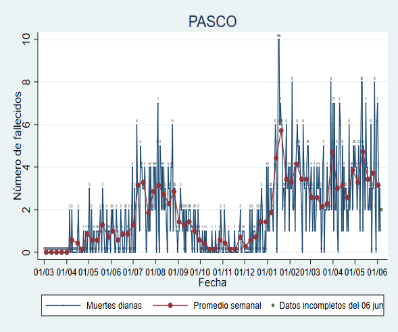 PASCO
Número de fallecidos
10
8
6
4
2
0
01/03 01/04 01/05 01/06 01/07 01/08 01/09 01/10 01/11 01/12 01/01 01/02 01/03 01/04 01/05 01/06
Fecha
Muertes diarias Promedio semanal Datos incompletos del 06 jun